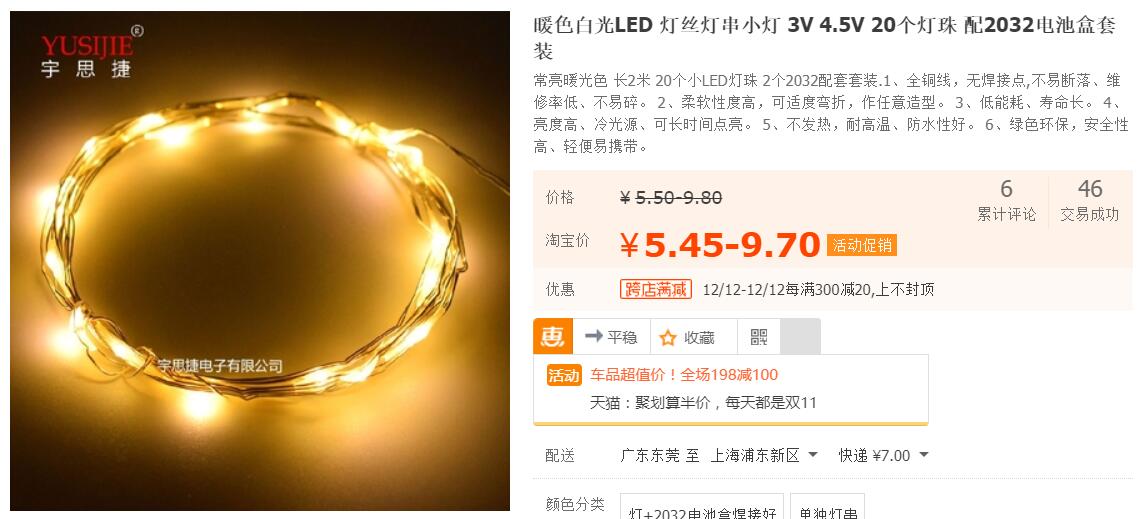 YUSIJIE®
宇思捷
宇思捷电子有限公司
暖色白光LED 灯丝灯串小灯 3V 4.5V 20个灯珠 配2032电池盒套
装
常亮暖光色 长2米 20个小LED灯珠 2个2032配套套装.1、全铜线，无焊接点,不易断落、维
修率低、不易碎。 2、柔软性度高，可适度弯折，作任意造型。 3、低能耗、寿命长。 4、
亮度高、冷光源、可长时间点亮。 5、不发热，耐高温、防水性好。 6、绿色环保，安全性
高、轻便易携带。
价格 ¥ 5.50-9.80
6 46
累计评论 交易成功
淘宝价 ¥5.45-9.70 活动促销
优惠 跨店满减 12/12-12/12每满300减20,上不封顶
惠 平稳 收藏
活动 车品超值价！全场198减100
天猫：聚划算半价，每天都是双11
配送 广东东莞 至 上海浦东新区 快递 ¥7.00
颜色分类 灯+2032电池盒焊接好 单独灯串